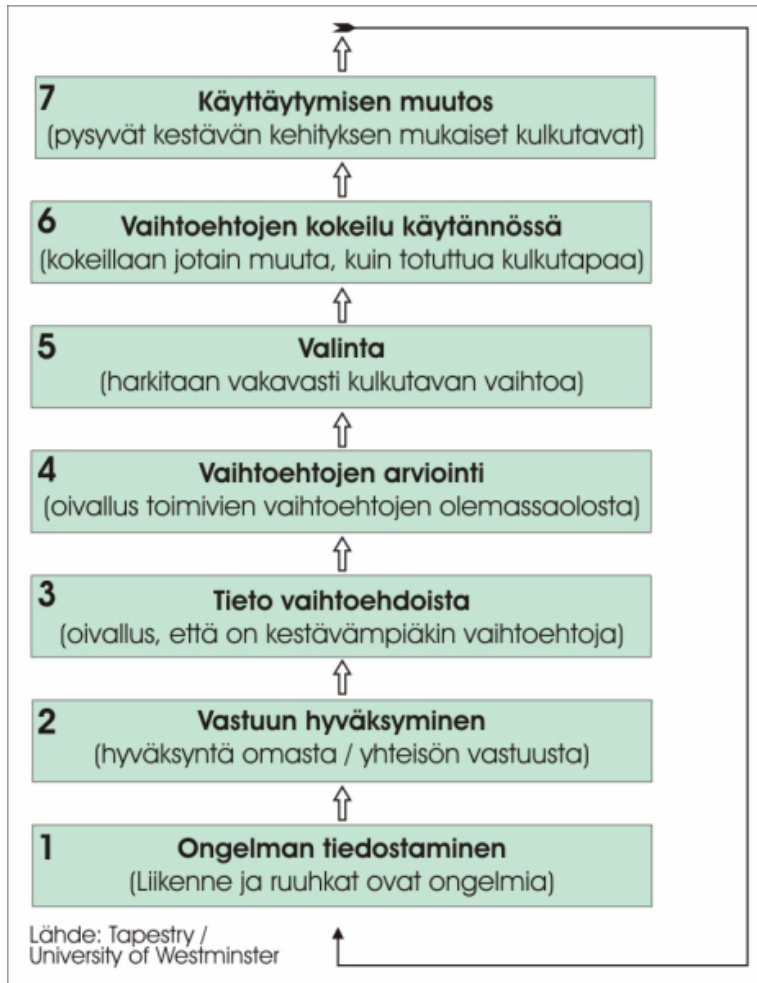 7 Käyttäytymisen muutos
(pysyvät kestävän kehityksen mukaiset kulkutavat)
6 Vaihtoehtojen kokeilu käytännössä
(kokeillaan jotain muuta, kuin totuttua kulkutapaa)
5 Valinta
(harkitaan vakavasti kulkutavan vaihtoa)
4 Vaihtoehtojen arviointi
(oivallus toimivien vaihtoehtojen olemassaolosta)
3 Tieto vaihtoehdoista
(oivallus, että on kestävämpiäkin vaihtoehtoja)
2 Vastuun hyväksyminen
(hyväksyntä omasta / yhteisön vastuusta)
1 Ongelman tiedostaminen
(Liikenne ja ruuhkat ovat ongelmia)
Lähde: Tapestry /
University of Westminster